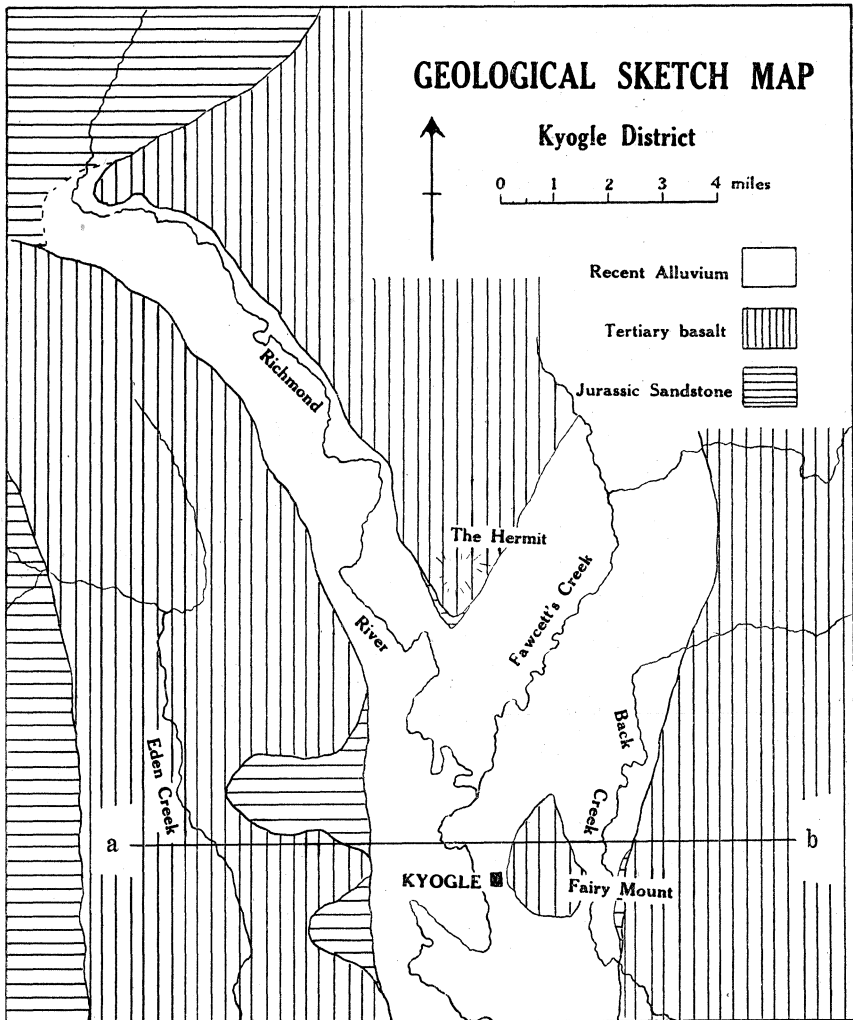 GEOLOGICAL SKETCH MAP
Kyogle District
0 1 2 3 4 miles
Recent Alluvium
Tertiary basalt
Jurassic Sandstone
Richmond
The Hermit
Fawcett's Creek
River
Back
Eden Creek
Creek
a
b
KYOGLE
Fairy Mount